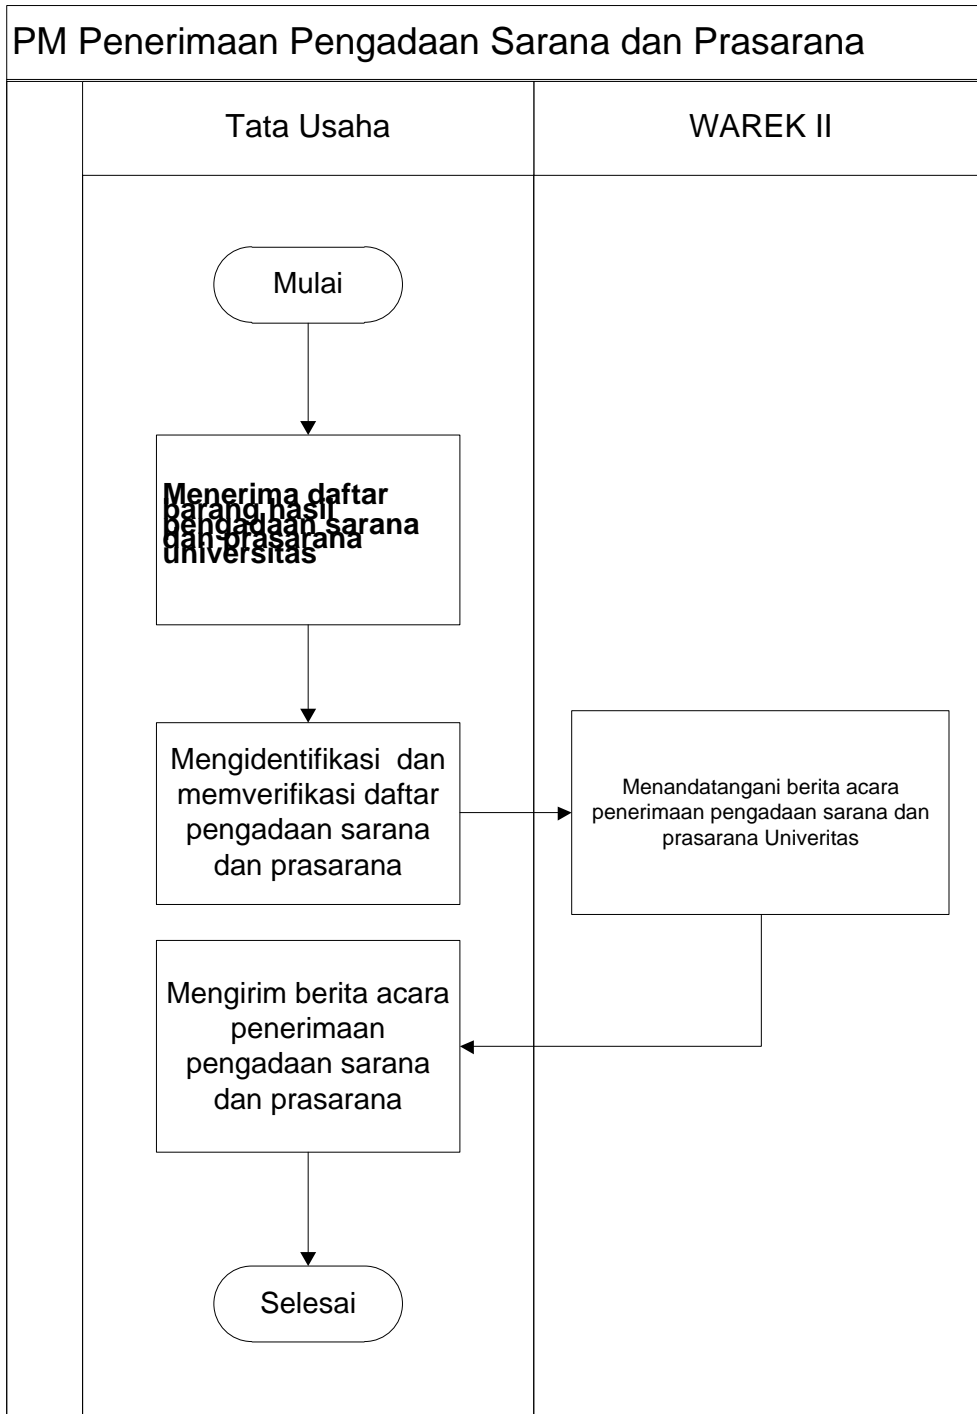 PM Penerimaan Pengadaan Sarana dan Prasarana
Tata Usaha
WAREK II
Mulai
Menerima daftar
barang hasil
pengadaan sarana
dan prasarana
universitas
Mengidentifikasi  dan
memverifikasi daftar
pengadaan sarana
dan prasarana
Menandatangani berita acara
penerimaan pengadaan sarana dan
prasarana Univeritas
Mengirim berita acara
penerimaan
pengadaan sarana
dan prasarana
Selesai